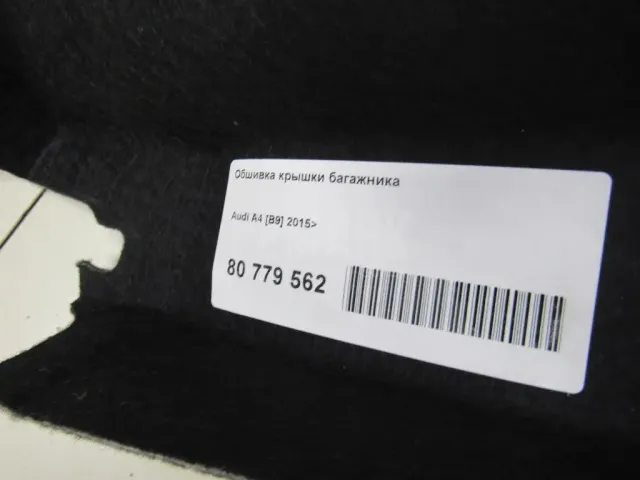 Обшивка крышки багажника
Audi A4 [B9] 2015>
80 779 562